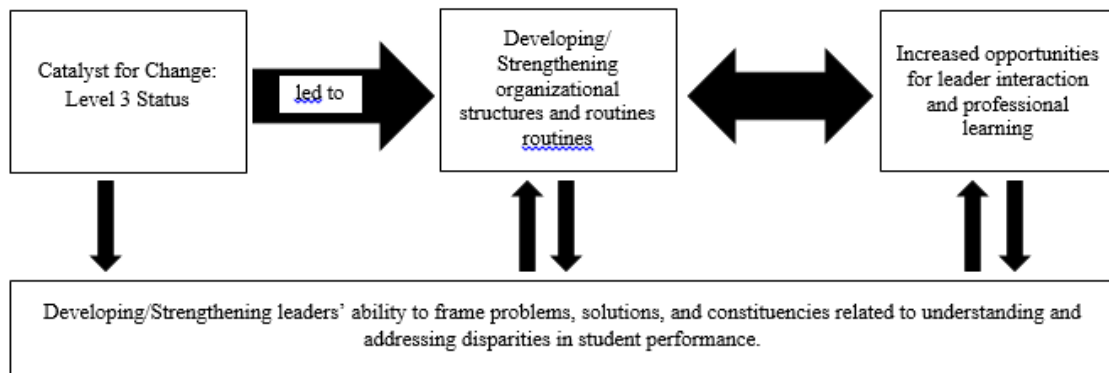 Catalyst for Change:
Level 3 Status
led to
Developing/
Strengthening
organizational
structures and routines
routines
Increased opportunities
for leader interaction
and professional
learning
Developing/Strengthening leaders’ ability to frame problems, solutions, and constituencies related to understanding and
addressing disparities in student performance.